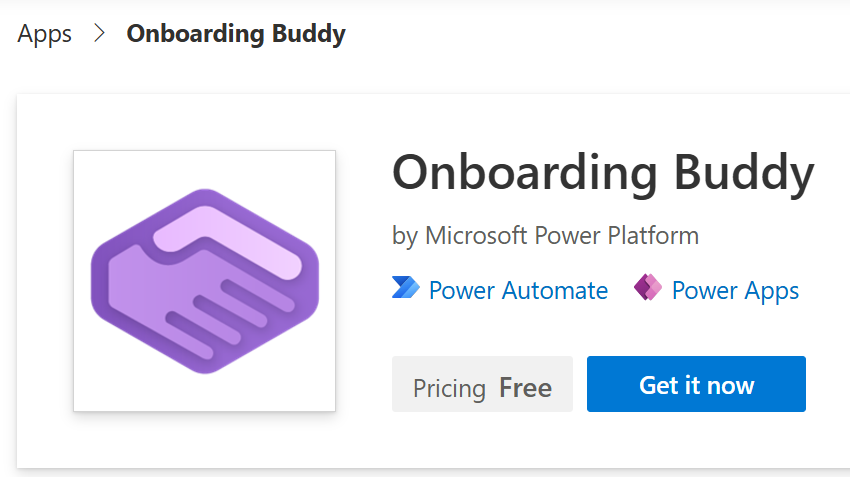 Apps > Onboarding Buddy
Onboarding Buddy
by Microsoft Power Platform
Power Automate Power Apps
Pricing Free Get it now